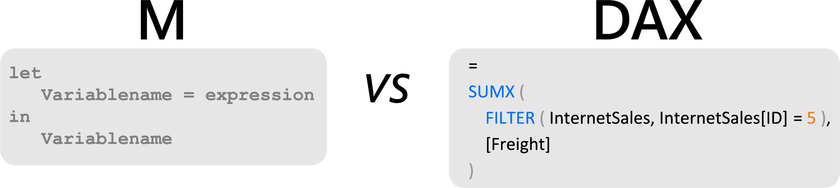 M
let
Variablename = expression
in
Variablename
VS
DAX
=
SUMX (
FILTER ( InternetSales, InternetSales[ID] = 5 ),
[Freight]
)